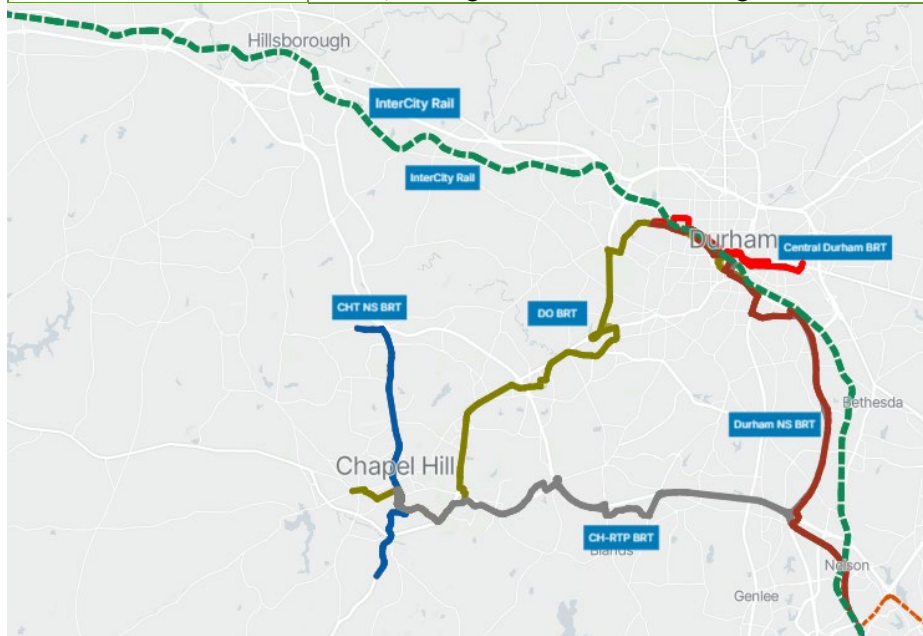 Hillsborough
InterCity Rail
InterCity Rail
Durham
Central Durham BRT
CHT NS BRT
DO BRT
Bethesda
Durham NS BRT
Chapel Hill
CH-RTP BRT
Blands
Nelson
Genlee